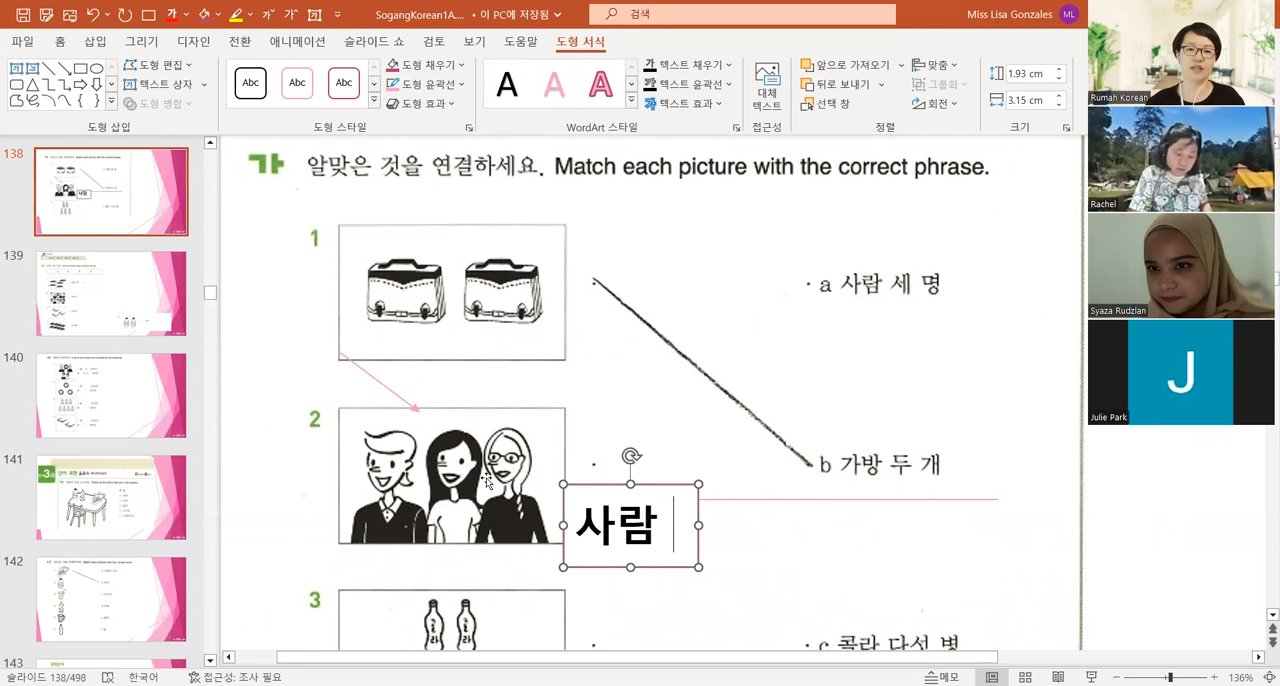 SogangKorean1A.... • 이 PC에 저장됨
검색
Miss Lisa Gonzales
ML
파일 홈 삽입 그리기 디자인 전환 애니메이션 슬라이드 쇼 검토 보기 도움말 도형 서식
도형 편집
텍스트 상자
도형 병합
도형 삽입
Abc Abc Abc
도형 채우기
도형 윤곽선
도형 효과
도형 스타일
A A A
텍스트 채우기
텍스트 윤곽선
텍스트 효과
WordArt 스타일
대체
텍스트
접근성
앞으로 가져오기
뒤로 보내기
선택 창
맞춤
그룹화
회전
정렬
1.93 cm
3.15 cm
크기
Rumah Korean
Rachel
Syaza Rudzlan
J
Julie Park
138
139
140
141
142
143
가 알맞은 것을 연결하세요. Match each picture with the correct phrase.
1
· a 사람 세 명
2
b 가방 두 개
사람
3
콜라 콜라
· c 콜라 다섯 병
슬라이드 138/498
한국어
접근성: 조사 필요
메모
136%